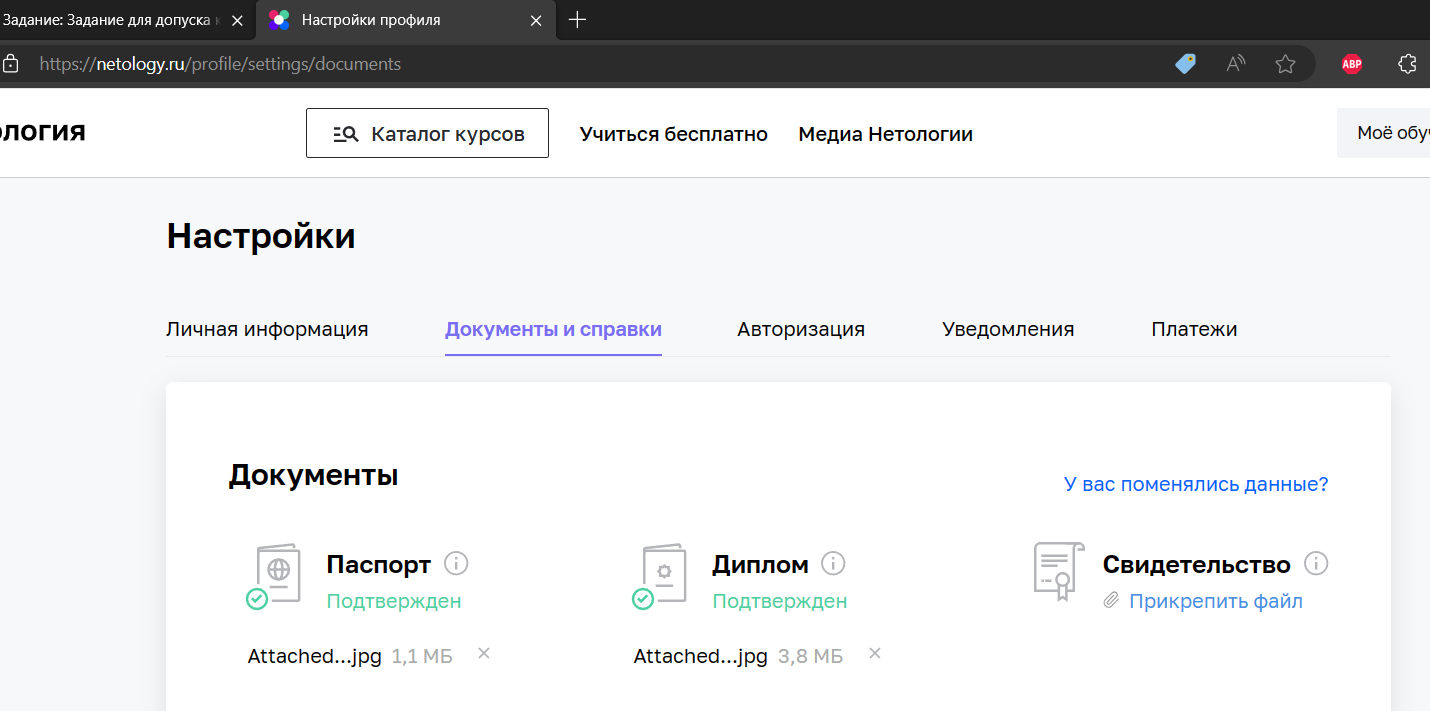 Задание: Задание для допуска к
Настройки профиля
https://netology.ru/profile/settings/documents
ABP
ология
Каталог курсов
Учиться бесплатно
Медиа Нетологии
Моё обу
Настройки
Личная информация
Документы и справки
Авторизация
Уведомления
Платежи
Документы
У вас поменялись данные?
Паспорт
Подтвержден
Attached...jpg 1,1 МБ
Диплом
Подтвержден
Attached...jpg 3,8 МБ
Свидетельство
Прикрепить файл